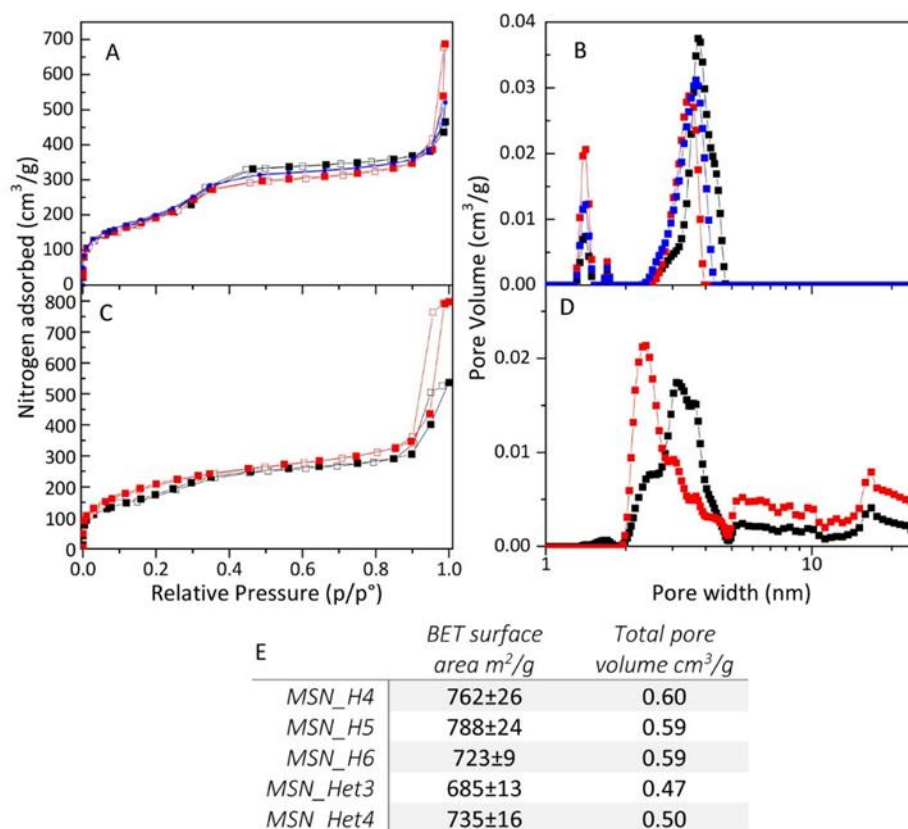 A
700
600
500
400
300
200
100
0
B
0.04
0.03
0.02
0.01
0.00
C
800
700
600
500
400
300
200
100
0
D
0.02
0.01
0.00
Nitrogen adsorbed (cm³/g)
Pore Volume (cm³/g)
0.0 0.2 0.4 0.6 0.8 1.0
Relative Pressure (p/p°)
1 10
Pore width (nm)
E
BET surface area m²/g Total pore volume cm³/g
MSN_H4 762±26 0.60
MSN_H5 788±24 0.59
MSN_H6 723±9 0.59
MSN_Het3 685±13 0.47
MSN_Het4 735±16 0.50